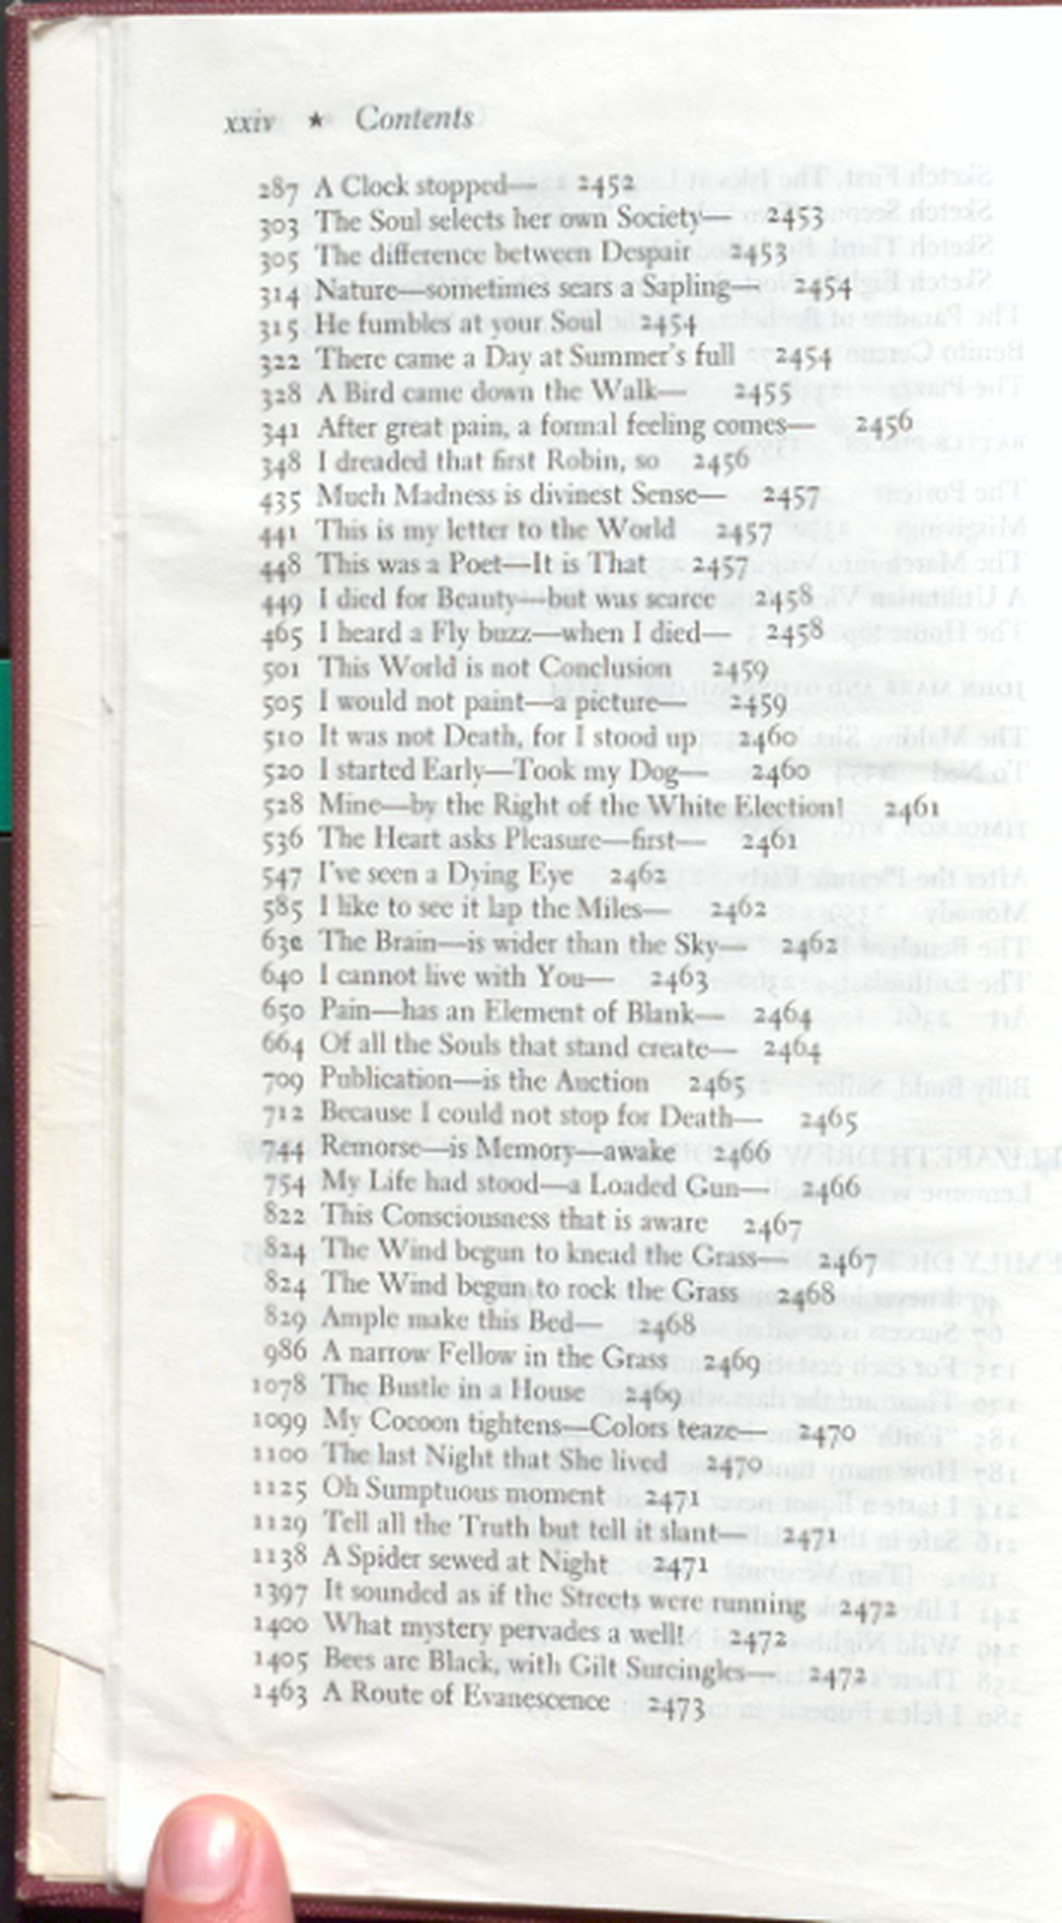 xxiv ★ Contents
287 A Clock stopped— 2452
303 The Soul selects her own Society— 2453
305 The difference between Despair 2453
314 Nature—sometimes sears a Sapling— 2454
315 He fumbles at your Soul 2454
322 There came a Day at Summer's full 2454
328 A Bird came down the Walk— 2455
341 After great pain, a formal feeling comes— 2456
348 I dreaded that first Robin, so 2456
435 Much Madness is divinest Sense— 2457
441 This is my letter to the World 2457
448 This was a Poet—It is That 2457
449 I died for Beauty—but was scarce 2458
465 I heard a Fly buzz—when I died— 2458
501 This World is not Conclusion 2459
505 I would not paint—a picture— 2459
510 It was not Death, for I stood up 2460
520 I started Early—Took my Dog— 2460
528 Mine—by the Right of the White Election! 2461
536 The Heart asks Pleasure—first— 2461
547 I've seen a Dying Eye 2462
585 I like to see it lap the Miles— 2462
632 The Brain—is wider than the Sky— 2462
640 I cannot live with You— 2463
650 Pain—has an Element of Blank— 2464
664 Of all the Souls that stand create— 2464
709 Publication—is the Auction 2465
712 Because I could not stop for Death— 2465
744 Remorse—is Memory—awake 2466
754 My Life had stood—a Loaded Gun— 2466
822 This Consciousness that is aware 2467
824 The Wind begun to knead the Grass— 2467
824 The Wind begun to rock the Grass 2468
829 Ample make this Bed— 2468
986 A narrow Fellow in the Grass 2469
1078 The Bustle in a House 2469
1099 My Cocoon tightens—Colors teaze— 2470
1100 The last Night that She lived 2470
1125 Oh Sumptuous moment 2471
1129 Tell all the Truth but tell it slant— 2471
1138 A Spider sewed at Night 2471
1397 It sounded as if the Streets were running 2472
1400 What mystery pervades a well! 2472
1405 Bees are Black, with Gilt Surcingles— 2472
1463 A Route of Evanescence 2473